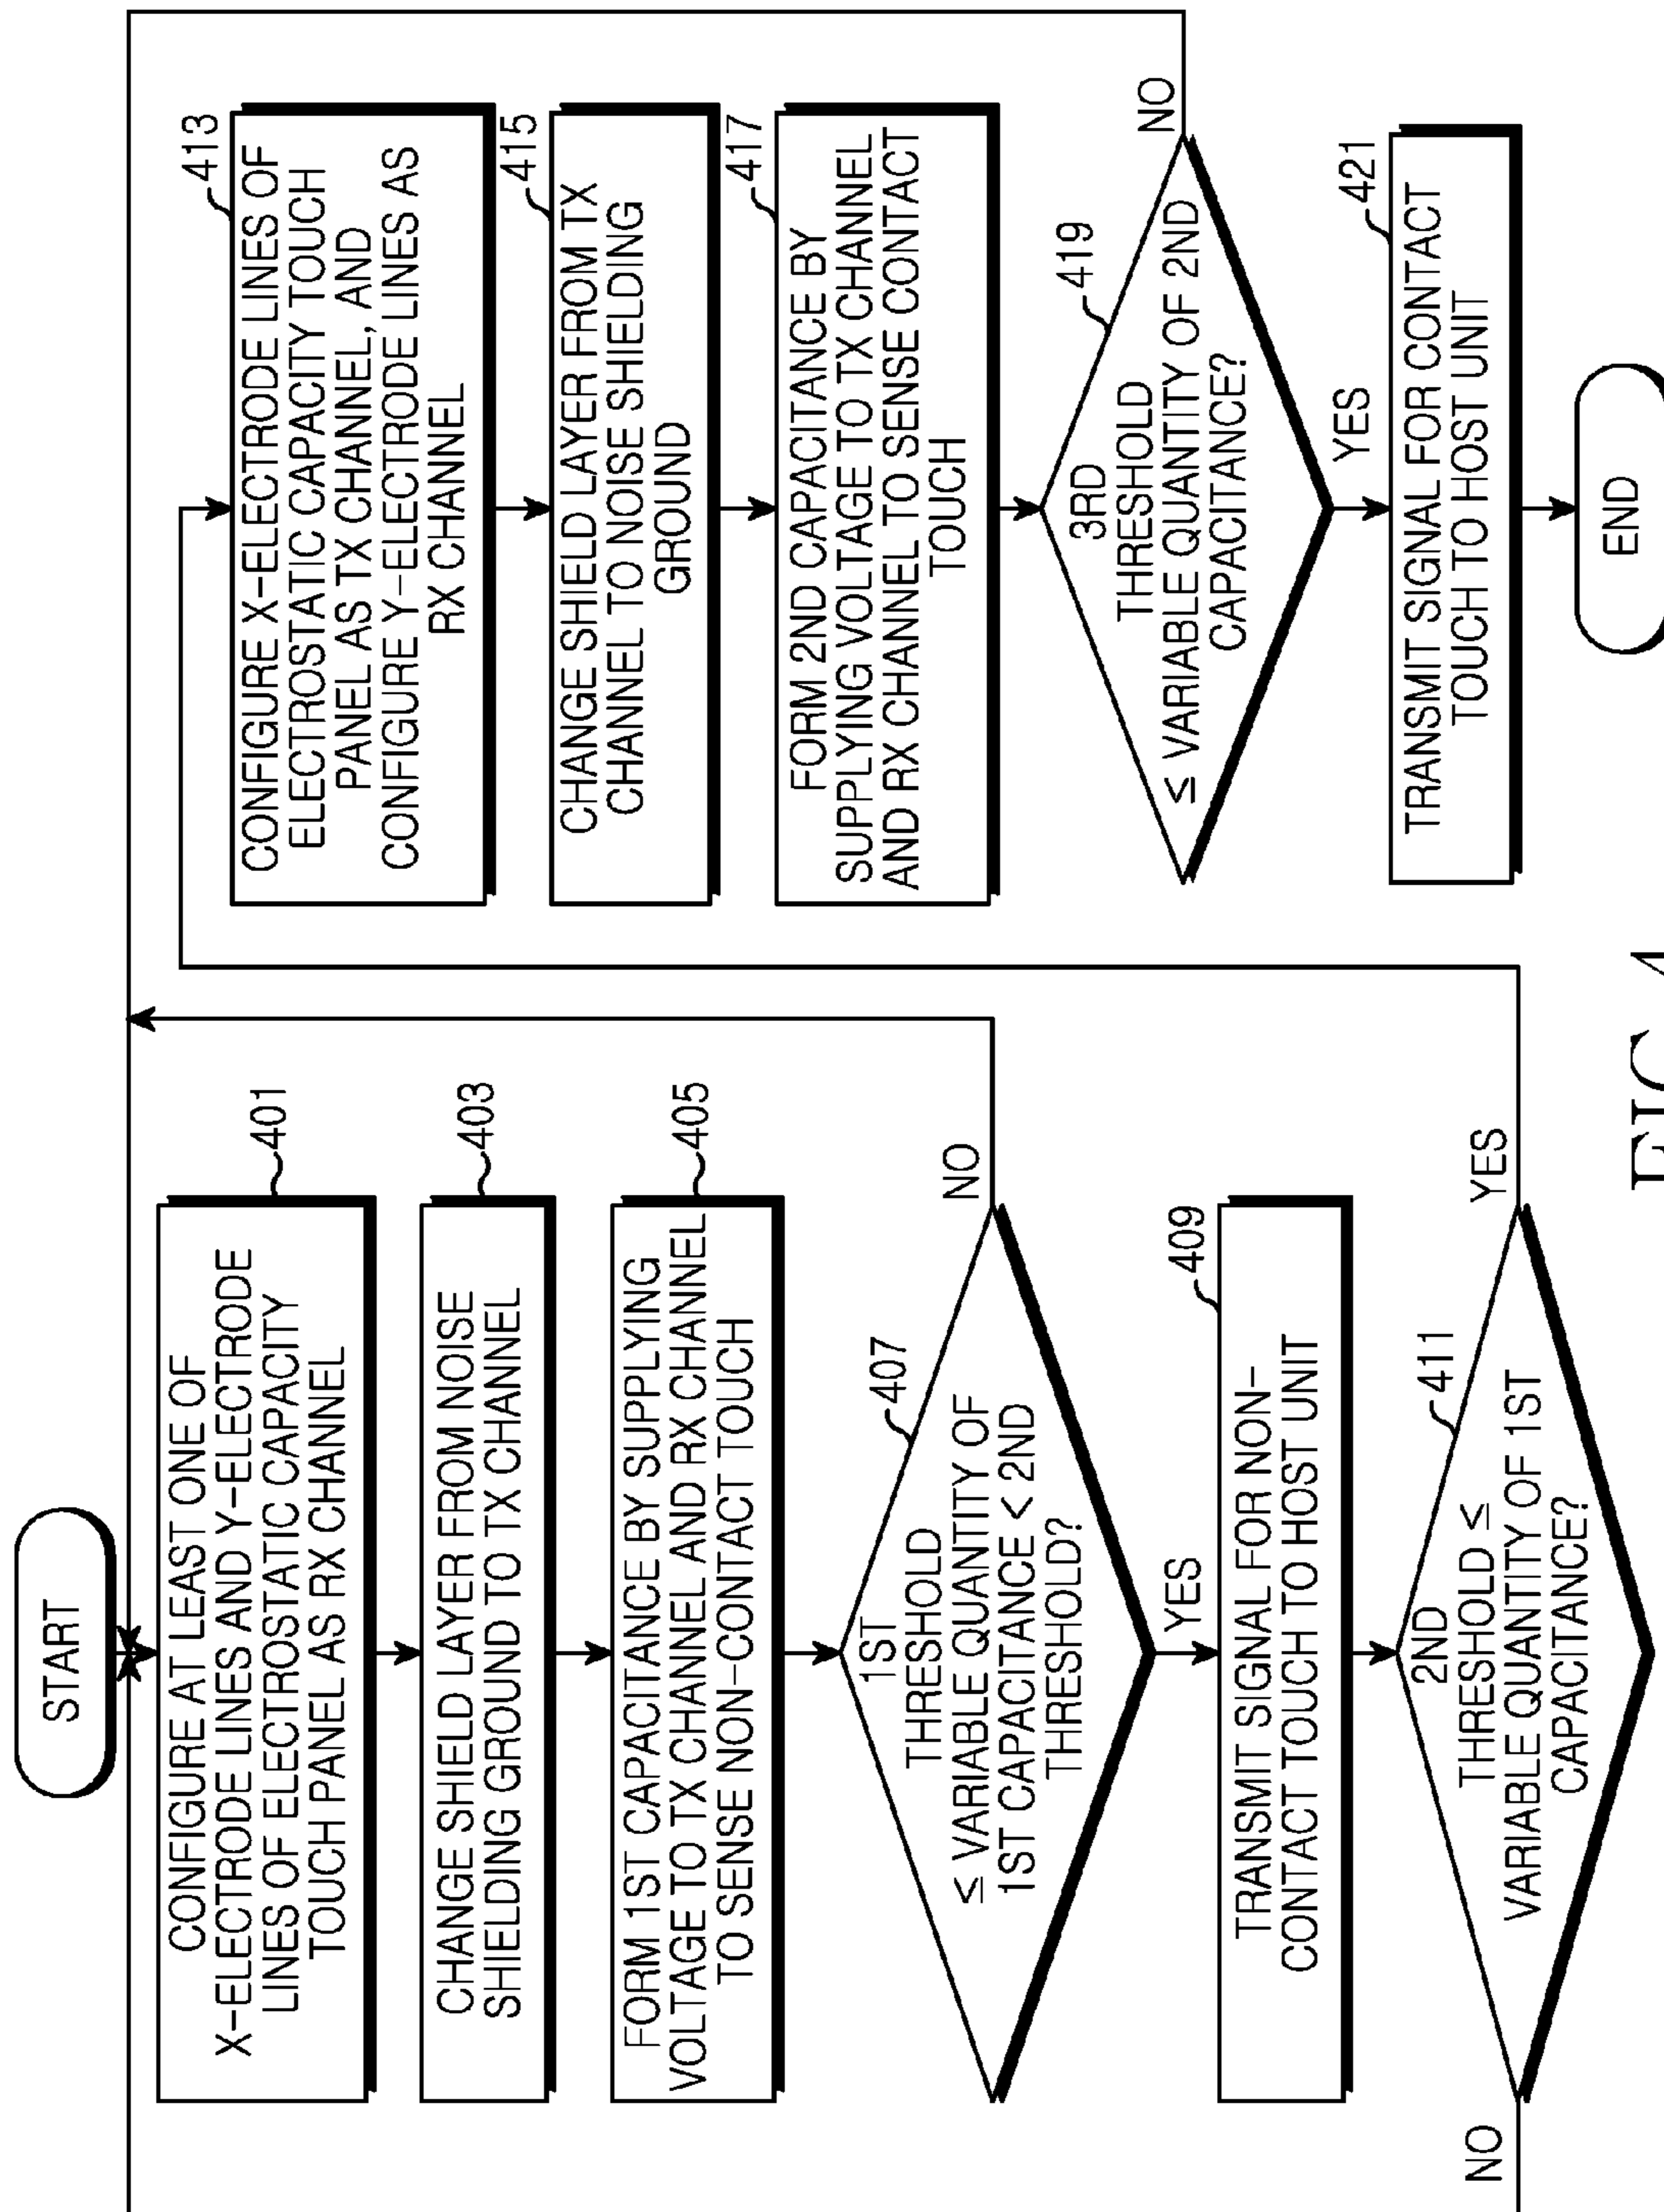 START
CONFIGURE AT LEAST ONE OF
X-ELECTRODE LINES AND Y-ELECTRODE
LINES OF ELECTROSTATIC CAPACITY
TOUCH PANEL AS RX CHANNEL
401
CHANGE SHIELD LAYER FROM NOISE
SHIELDING GROUND TO TX CHANNEL
403
FORM 1ST CAPACITANCE BY SUPPLYING
VOLTAGE TO TX CHANNEL AND RX CHANNEL
TO SENSE NON-CONTACT TOUCH
405
1ST
THRESHOLD
≤ VARIABLE QUANTITY OF
1ST CAPACITANCE < 2ND
THRESHOLD?
407
NO
YES
TRANSMIT SIGNAL FOR NON-
CONTACT TOUCH TO HOST UNIT
409
2ND
THRESHOLD ≤
VARIABLE QUANTITY OF 1ST
CAPACITANCE?
411
NO
YES
413
CONFIGURE X-ELECTRODE LINES OF
ELECTROSTATIC CAPACITY TOUCH
PANEL AS TX CHANNEL, AND
CONFIGURE Y-ELECTRODE LINES AS
RX CHANNEL
415
CHANGE SHIELD LAYER FROM TX
CHANNEL TO NOISE SHIELDING
GROUND
417
FORM 2ND CAPACITANCE BY
SUPPLYING VOLTAGE TO TX CHANNEL
AND RX CHANNEL TO SENSE CONTACT
TOUCH
3RD
THRESHOLD
≤ VARIABLE QUANTITY OF 2ND
CAPACITANCE?
419
NO
YES
421
TRANSMIT SIGNAL FOR CONTACT
TOUCH TO HOST UNIT
END
FIG. 4